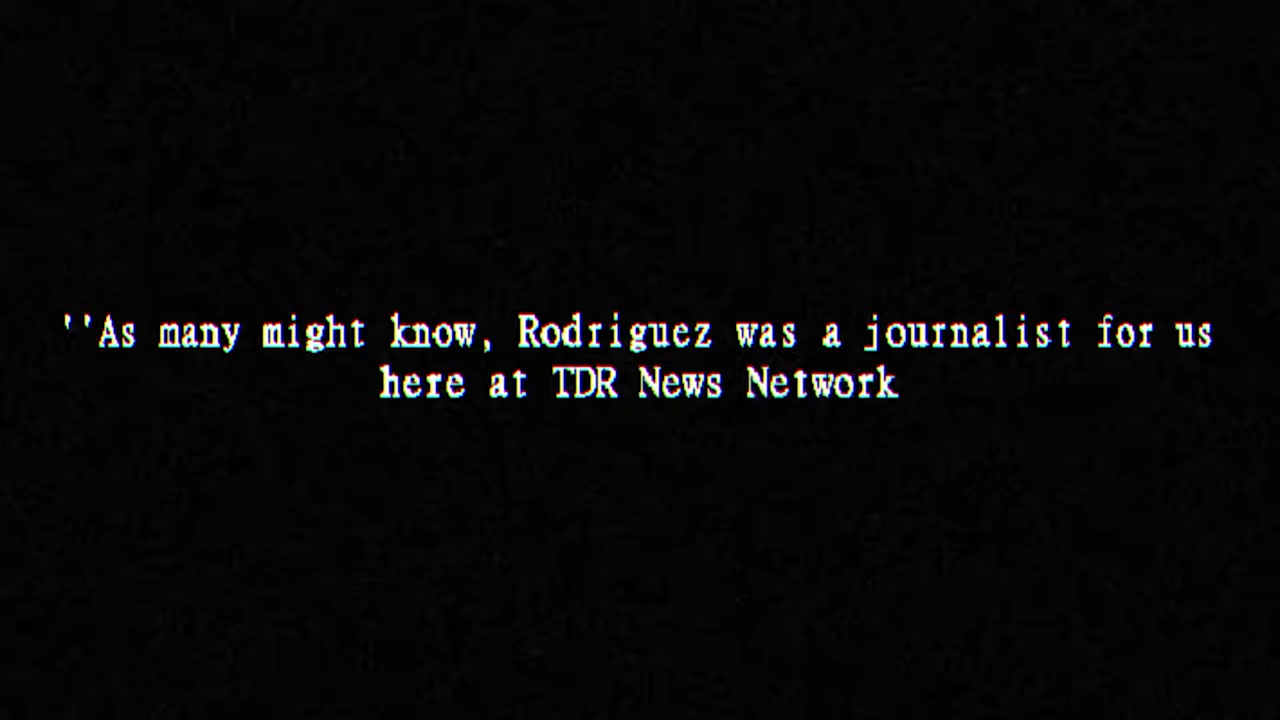 ''As many might know, Rodriguez was a journalist for us
here at TDR News Network